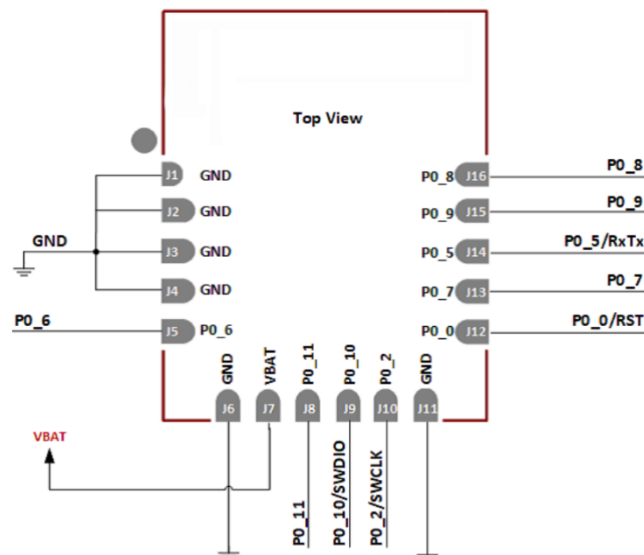 Top View
J1 GND
J2 GND
GND
J3 GND
J4 GND
P0_6
J5 P0_6
P0_8 J16
P0_8
P0_9 J15
P0_9
P0_5 J14
P0_5/RxTx
P0_7 J13
P0_7
P0_0 J12
P0_0/RST
GND
VBAT
P0_11
P0_10
P0_2
GND
J6
J7
J8
J9
J10
J11
VBAT
P0_11
P0_10/SWDIO
P0_2/SWCLK